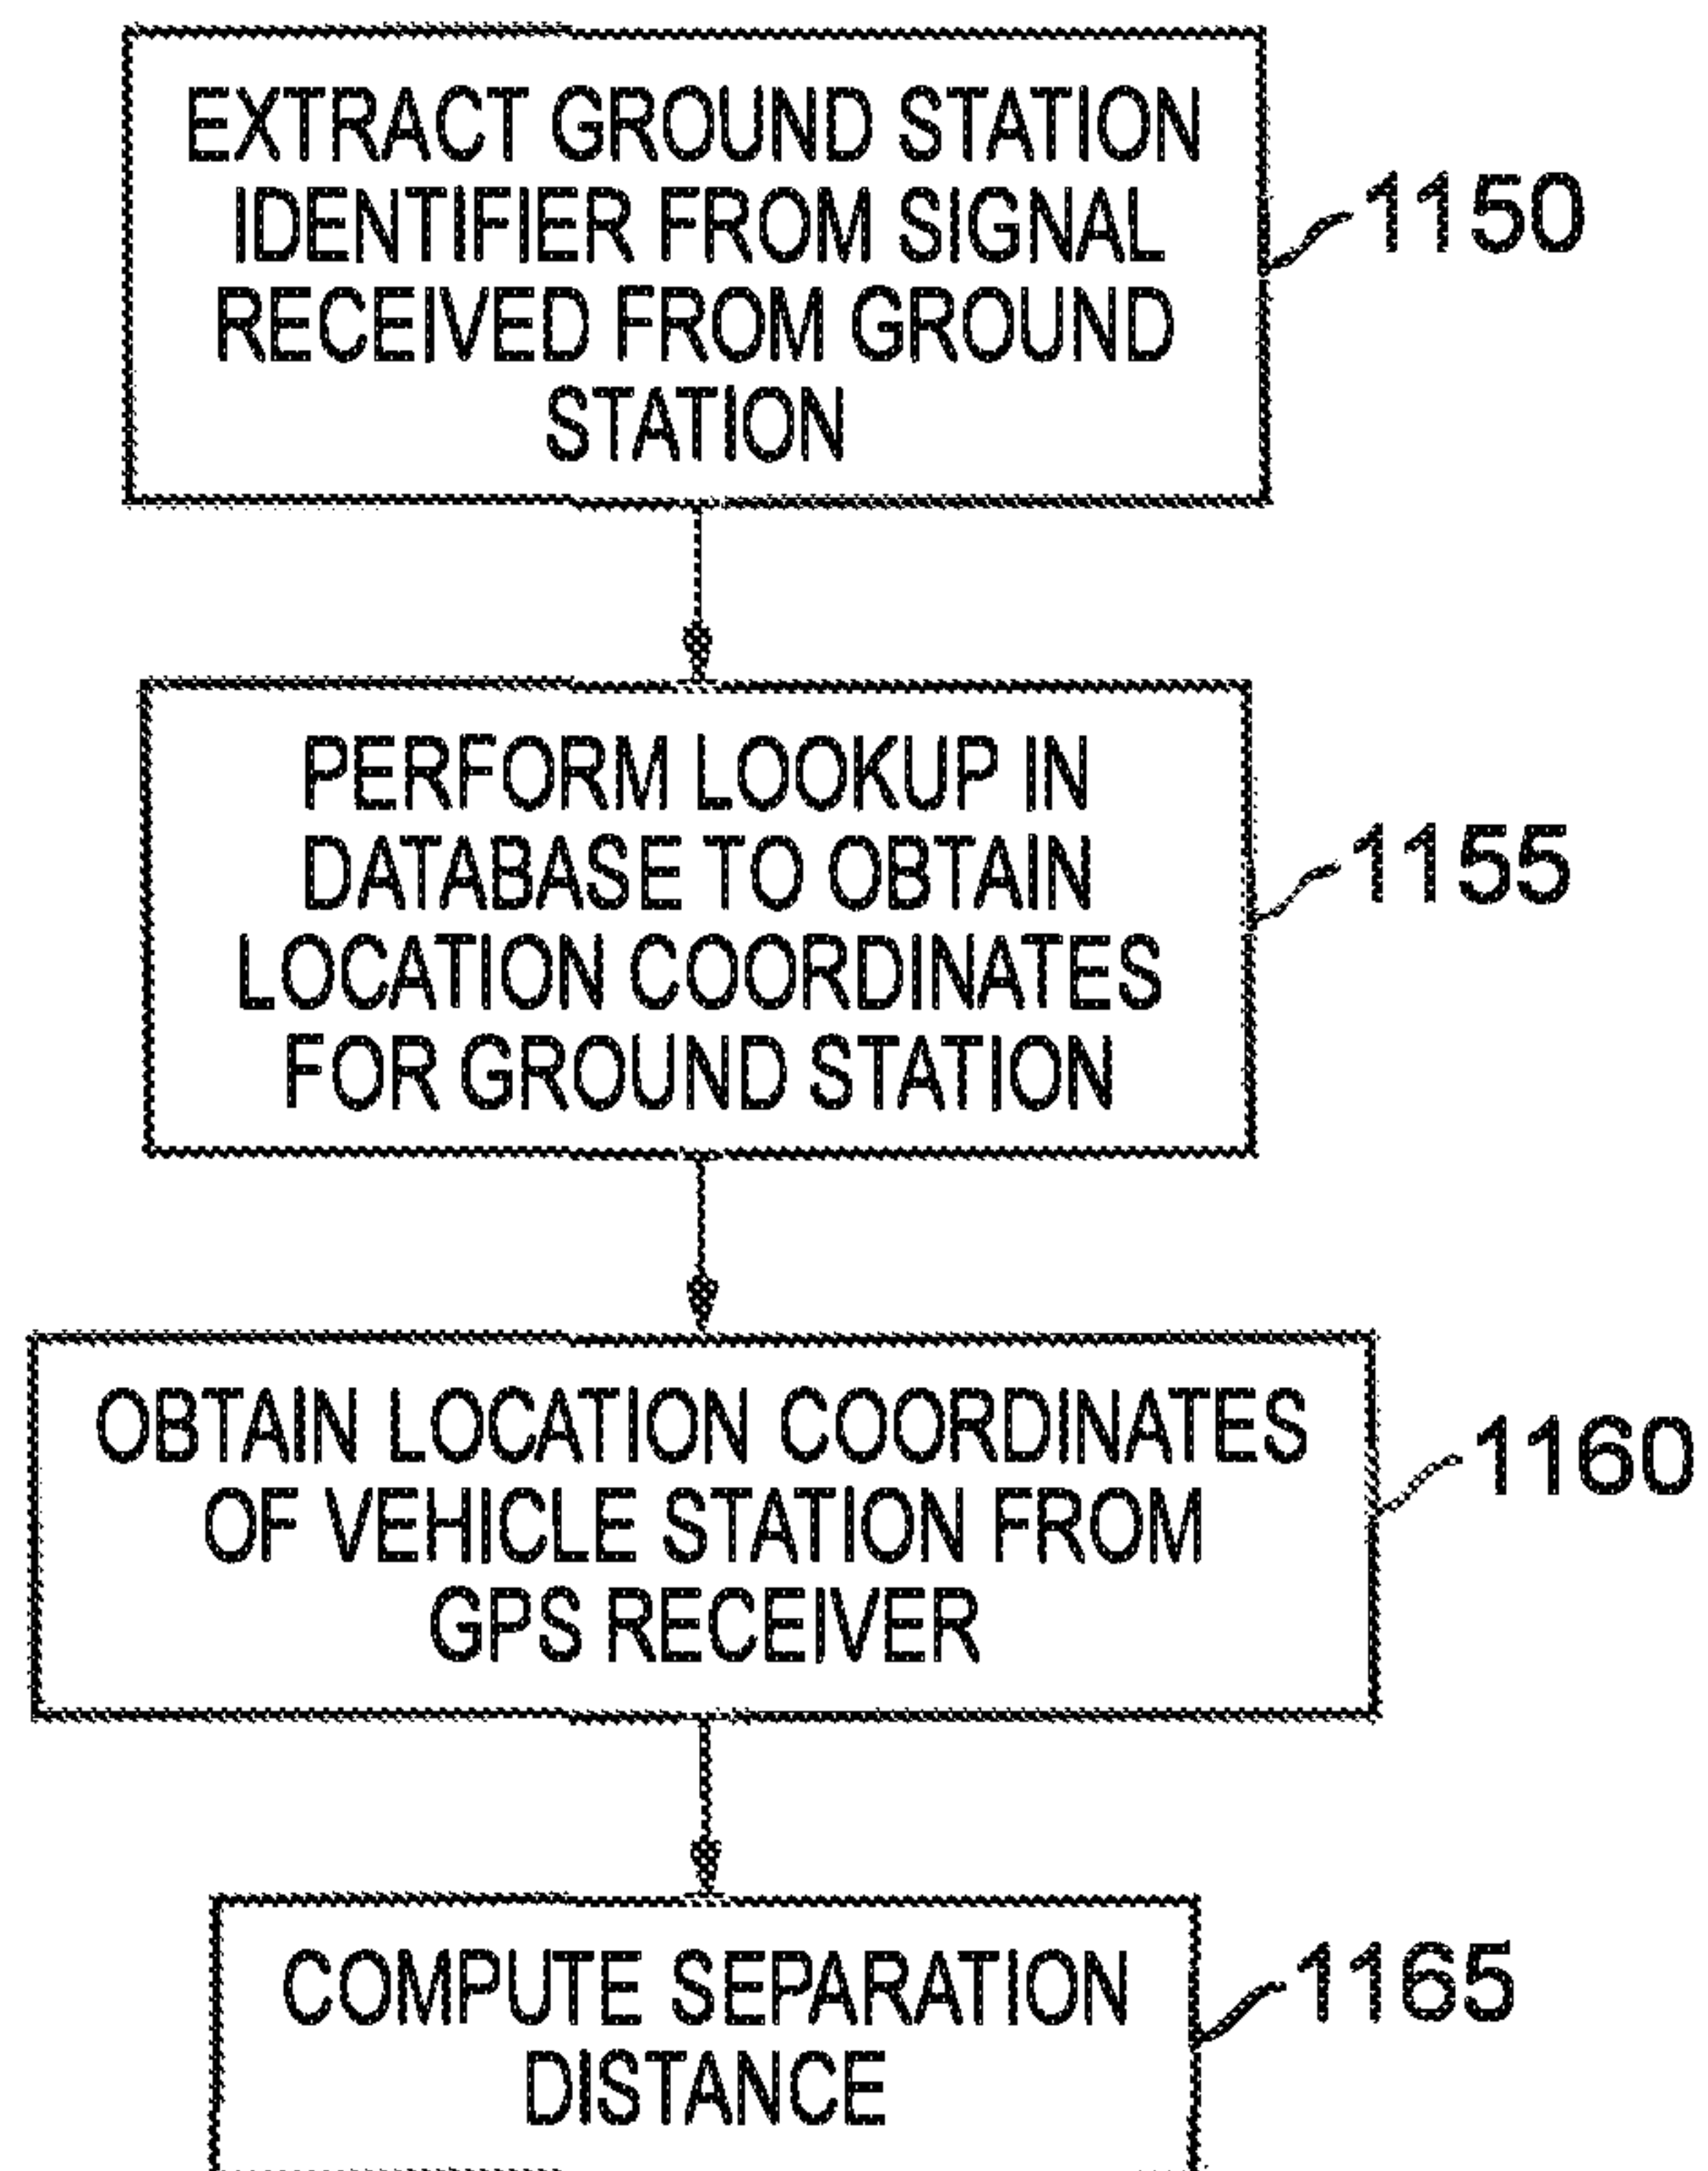 EXTRACT GROUND STATION
IDENTIFIER FROM SIGNAL
RECEIVED FROM GROUND
STATION
1150
PERFORM LOOKUP IN
DATABASE TO OBTAIN
LOCATION COORDINATES
FOR GROUND STATION
1155
OBTAIN LOCATION COORDINATES
OF VEHICLE STATION FROM
GPS RECEIVER
1160
COMPUTE SEPARATION
DISTANCE
1165